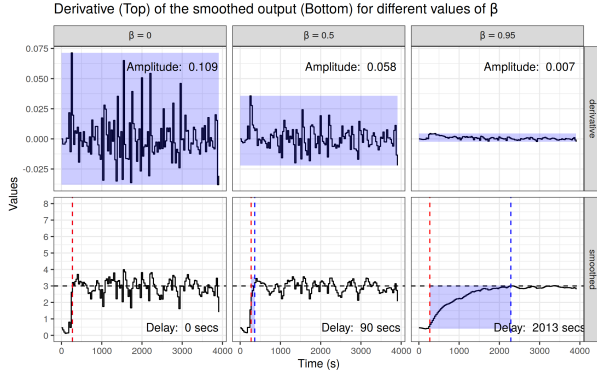 Derivative (Top) of the smoothed output (Bottom) for different values of β
β = 0
β = 0.5
β = 0.95
Values
derivative
0.075
0.050
0.025
0.000
-0.025
Amplitude: 0.109
Amplitude: 0.058
Amplitude: 0.007
smoothed
8
7
6
5
4
3
2
1
0
Delay: 0 secs
Delay: 90 secs
Delay: 2013 secs
0 1000 2000 3000 4000
0 1000 2000 3000 4000
0 1000 2000 3000 4000
Time (s)